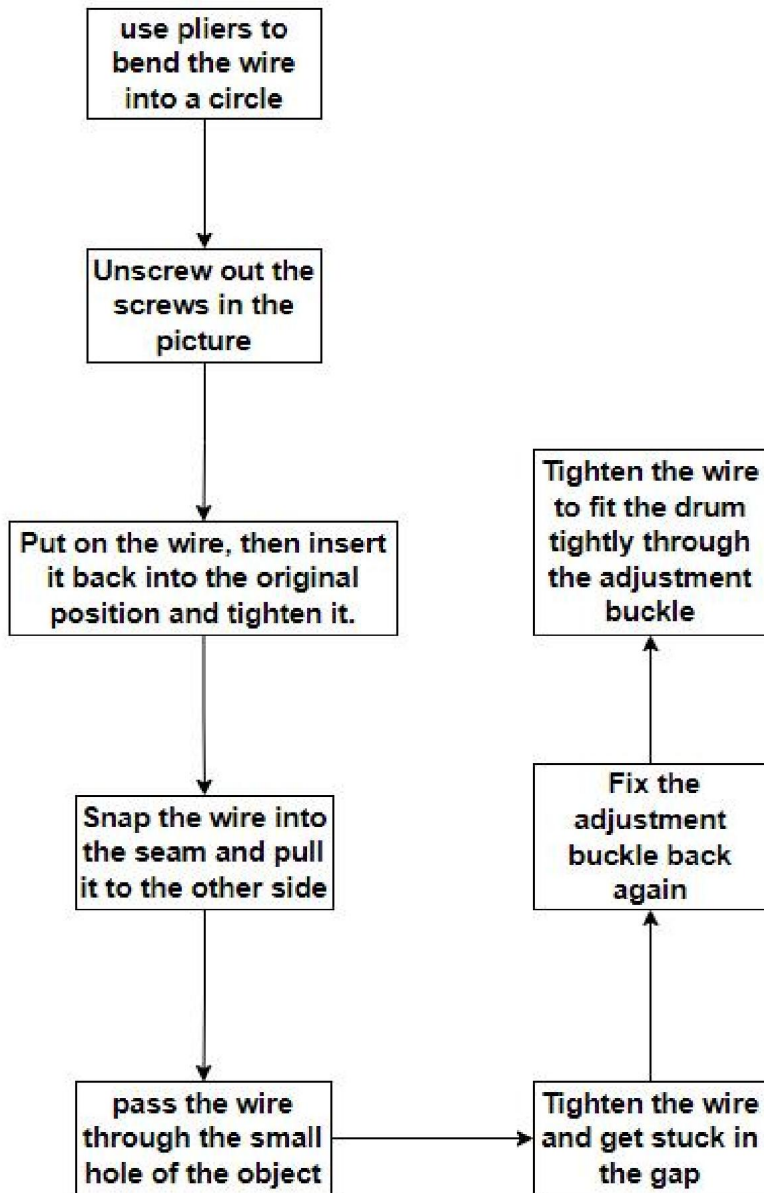 use pliers to
bend the wire
into a circle
Unscrew out the
screws in the
picture
Put on the wire, then insert
it back into the original
position and tighten it.
Snap the wire into
the seam and pull
it to the other side
pass the wire
through the small
hole of the object
Tighten the wire
and get stuck in
the gap
Fix the
adjustment
buckle back
again
Tighten the wire
to fit the drum
tightly through
the adjustment
buckle